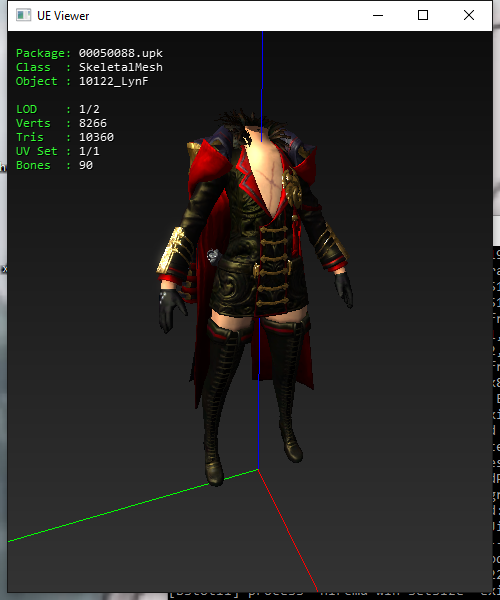 UE Viewer
Package: 00050088.upk
Class : SkeletalMesh
Object : 10122_LynF
LOD : 1/2
Verts : 8266
Tris : 10360
UV Set : 1/1
Bones : 90